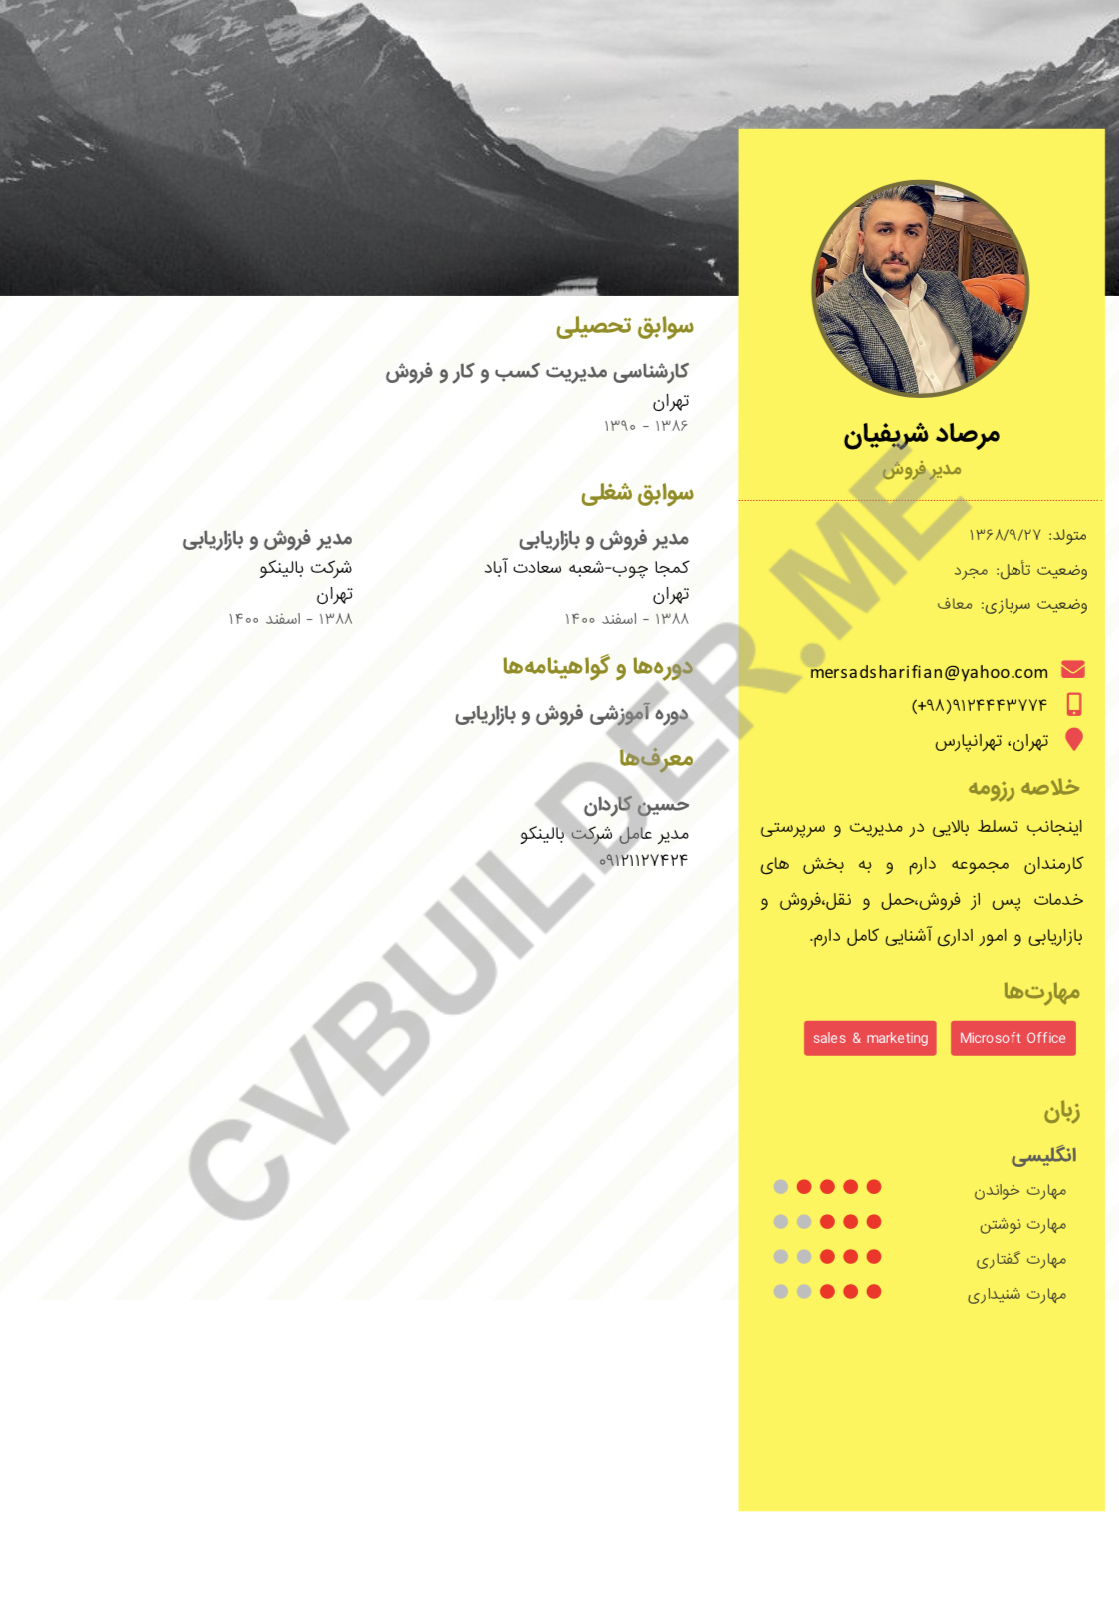 مرصاد شریفیان
مدیر فروش
متولد: ۱۳۶۸/۹/۲۷
وضعیت تأهل: مجرد
وضعیت سربازی: معاف
mersadsharifian@yahoo.com
(+۹۸)۹۱۲۴۴۴۳۷۷۴
تهران، تهرانپارس
خلاصه رزومه
اینجانب تسلط بالایی در مدیریت و سرپرستی
کارمندان مجموعه دارم و به بخش های
خدمات پس از فروش،حمل و نقل،فروش و
بازاریابی و امور اداری آشنایی کامل دارم.
مهارت‌ها
Microsoft Office
sales & marketing
زبان
انگلیسی
مهارت خواندن
مهارت نوشتن
مهارت گفتاری
مهارت شنیداری
سوابق تحصیلی
کارشناسی مدیریت کسب و کار و فروش
تهران
۱۳۸۶ - ۱۳۹۰
سوابق شغلی
مدیر فروش و بازاریابی
کمجا چوب-شعبه سعادت آباد
تهران
۱۳۸۸ - اسفند ۱۴۰۰
مدیر فروش و بازاریابی
شرکت بالینکو
تهران
۱۳۸۸ - اسفند ۱۴۰۰
دوره‌ها و گواهینامه‌ها
دوره آموزشی فروش و بازاریابی
معرف‌ها
حسین کاردان
مدیر عامل شرکت بالینکو
۰۹۱۲۱۱۲۷۴۲۴
CVBUILDER.ME